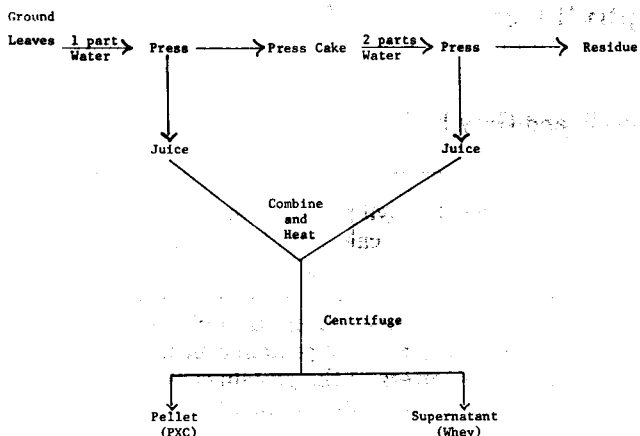 Ground
Leaves 1 part Water Press Press Cake 2 parts Water Press Residue
Juice Juice
Combine
and
Heat
Centrifuge
Pellet Supernatant
(PXC) (Whey)